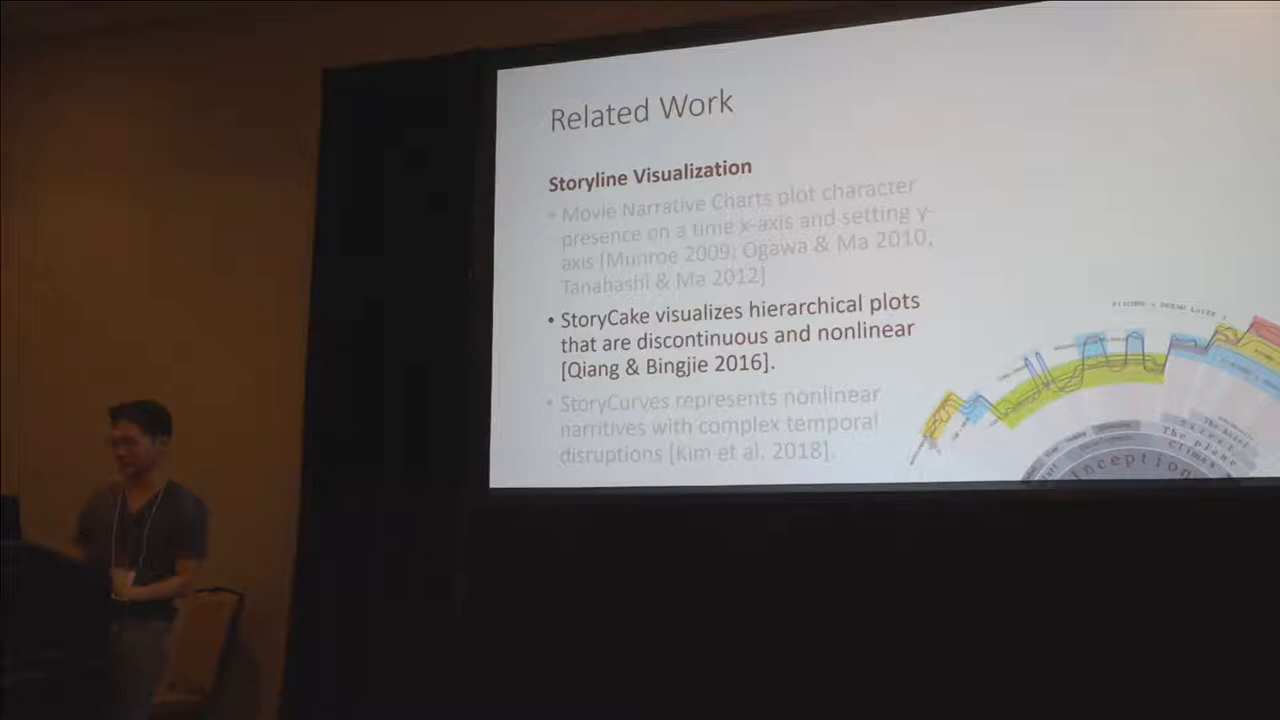 Related Work
Storyline Visualization
• Movie Narrative Charts plot character
presence on a time x-axis and setting y-
axis [Munroe 2009; Ogawa & Ma 2010,
Tanahashi & Ma 2012]
• StoryCake visualizes hierarchical plots
that are discontinuous and nonlinear
[Qiang & Bingjie 2016].
• StoryCurves represents nonlinear
narritives with complex temporal
disruptions [Kim et al. 2018].
The plane
Inception